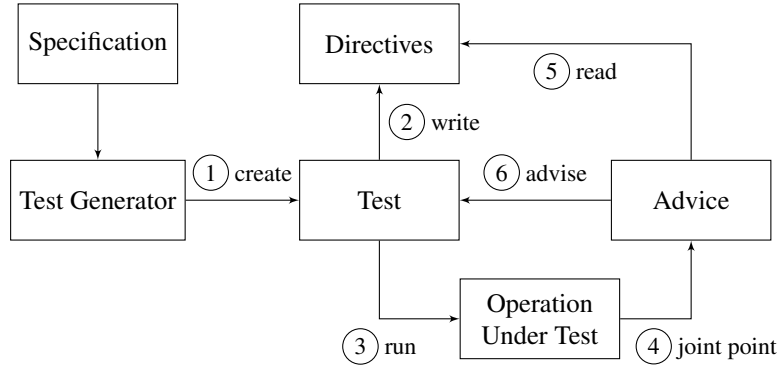 Specification
Directives
5 read
2 write
1 create
6 advise
Test Generator
Test
Advice
Operation
Under Test
3 run
4 joint point